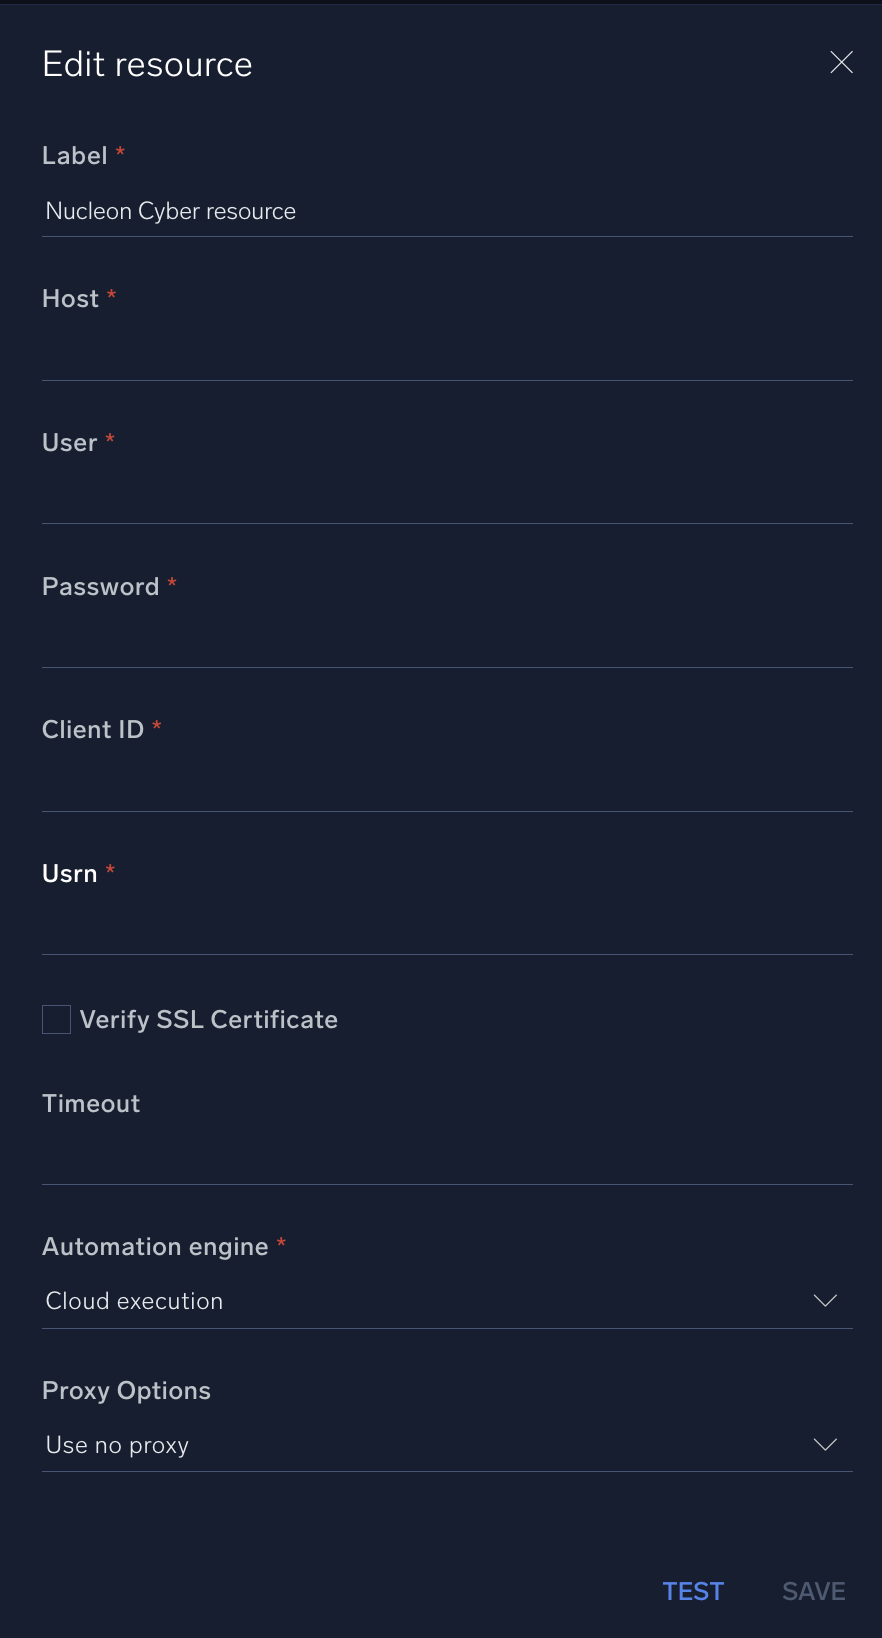 Edit resource
Label *
Nucleon Cyber resource
Host *
User *
Password *
Client ID *
Usrn *
Verify SSL Certificate
Timeout
Automation engine *
Cloud execution
Proxy Options
Use no proxy
TEST SAVE